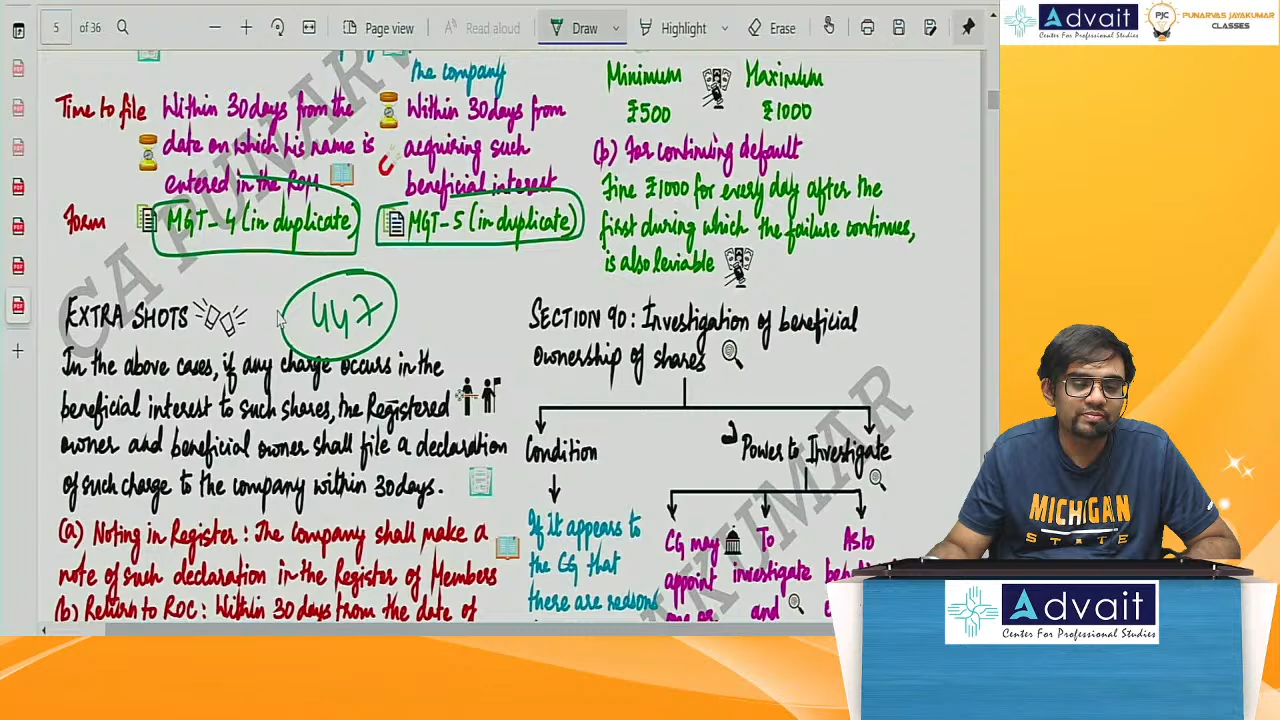 5 of 36 Page view Read aloud Draw Highlight Erase
Advait
Center For Professional Studies
PJC
PUNARVAS JAYAKUMAR
CLASSES
the company
Time to file
Within 30 days from the
date on which his name is
entered in the ROM
Within 30 days from
acquiring such
beneficial interest
Form
MGT-4 (in duplicate)
MGT-5 (in duplicate)
Minimum Maximum
₹500 ₹1000
(b) For continuing default
Fine ₹1000 for every day after the
first during which the failure continues,
is also leviable
EXTRA SHOTS
447
In the above cases, if any charge occurs in the
beneficial interest to such shares, the Registered
owner and beneficial owner shall file a declaration
of such charge to the company within 30 days.
(a) Noting in Register: The company shall make a
note of such declaration in the Register of Members
(b) Return to ROC: Within 30 days from the date of
SECTION 90: Investigation of beneficial
ownership of shares
Condition
If it appears to
the CG that
there are reasons
Power to Investigate
CG may
appoint
To
investigate
and
As to
MICHIGAN
STATE
Advait
Center For Professional Studies